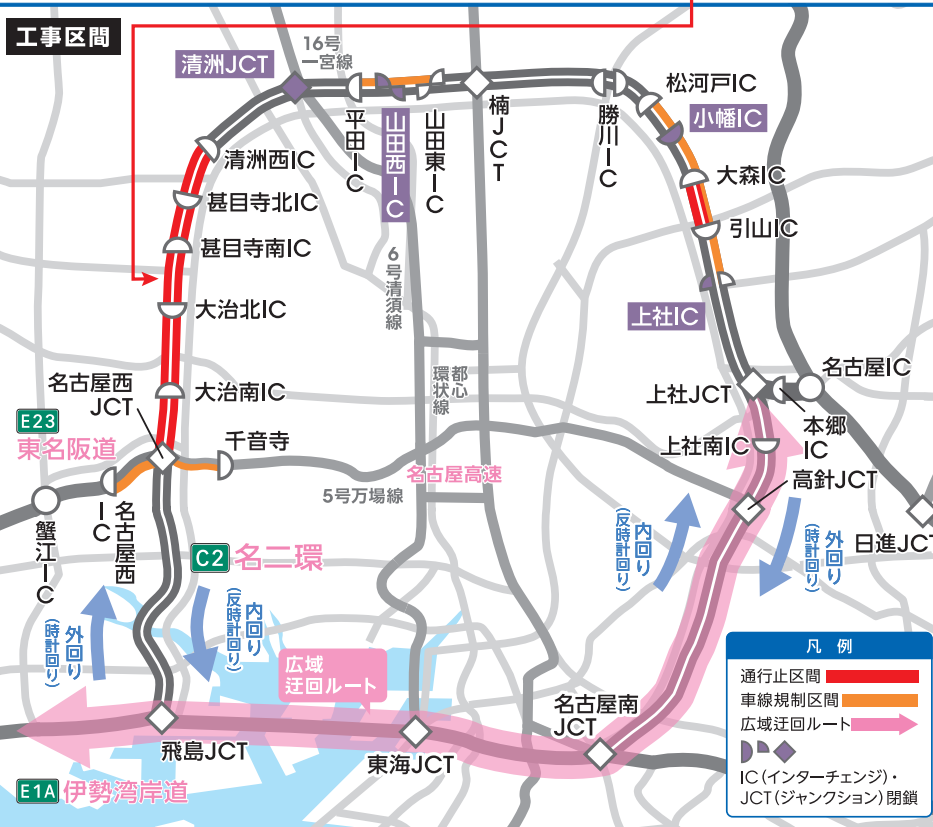 工事区間
16号
一宮線
清洲JCT
松河戸IC
小幡IC
平田IC
山田西IC
山田東IC
楠JCT
勝川IC
清洲西IC
大森IC
甚目寺北IC
引山IC
甚目寺南IC
6号清須線
大治北IC
上社IC
都心
環状線
名古屋西
JCT
大治南IC
上社JCT
名古屋IC
E23
東名阪道
千音寺
本郷
IC
上社南IC
名古屋高速
高針JCT
5号万場線
蟹江IC
名古屋西
IC
内回り
(反時計回り)
外回り
(時計回り)
日進JCT
C2 名二環
外回り
(時計回り)
内回り
(反時計回り)
広域
迂回ルート
名古屋南
JCT
飛島JCT
東海JCT
E1A 伊勢湾岸道
凡例
通行止区間
車線規制区間
広域迂回ルート
IC(インターチェンジ)・
JCT(ジャンクション)閉鎖